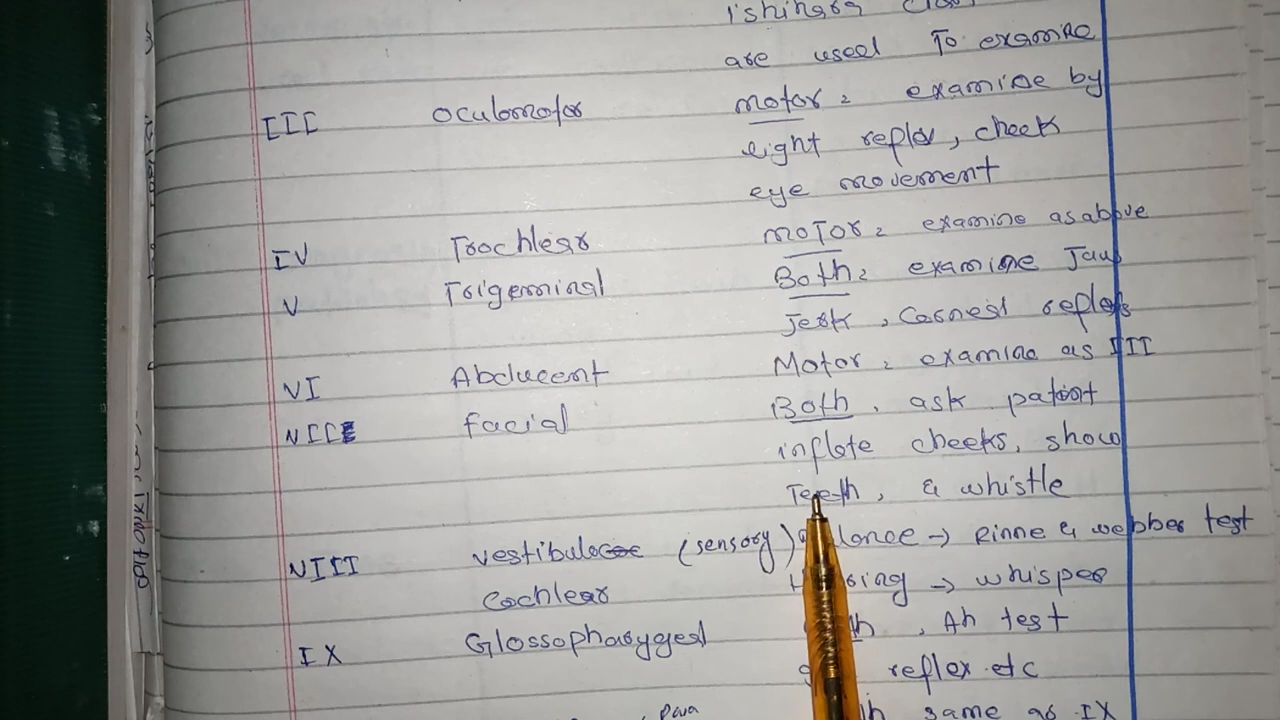 Ishihara
are used To examine
III Oculomotor motor: examine by
light reflex, check
eye movement
IV Trochlear MOTOR: examine as above
V Trigeminal Both: examine Jaw
Jerk, Corneal reflex
VI Abducent Motor: examine as III
VII facial Both, ask patient
inflate cheeks, show
Teeth, & whistle
VIII Vestibulo (sensory) → Rinne & webber test
Cochlear → whisper
IX Glossopharyngeal , Ah test
reflex etc
same as IX